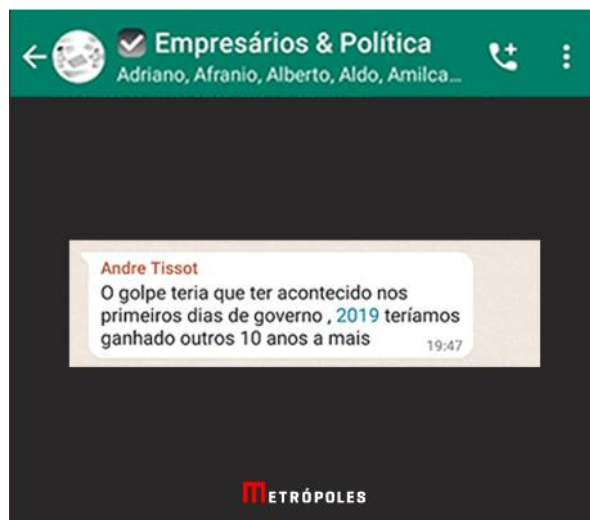 Empresários & Política
Adriano, Afranio, Alberto, Aldo, Amilca...
Andre Tissot
O golpe teria que ter acontecido nos
primeiros dias de governo , 2019 teríamos
ganhado outros 10 anos a mais
19:47
METRÓPOLES